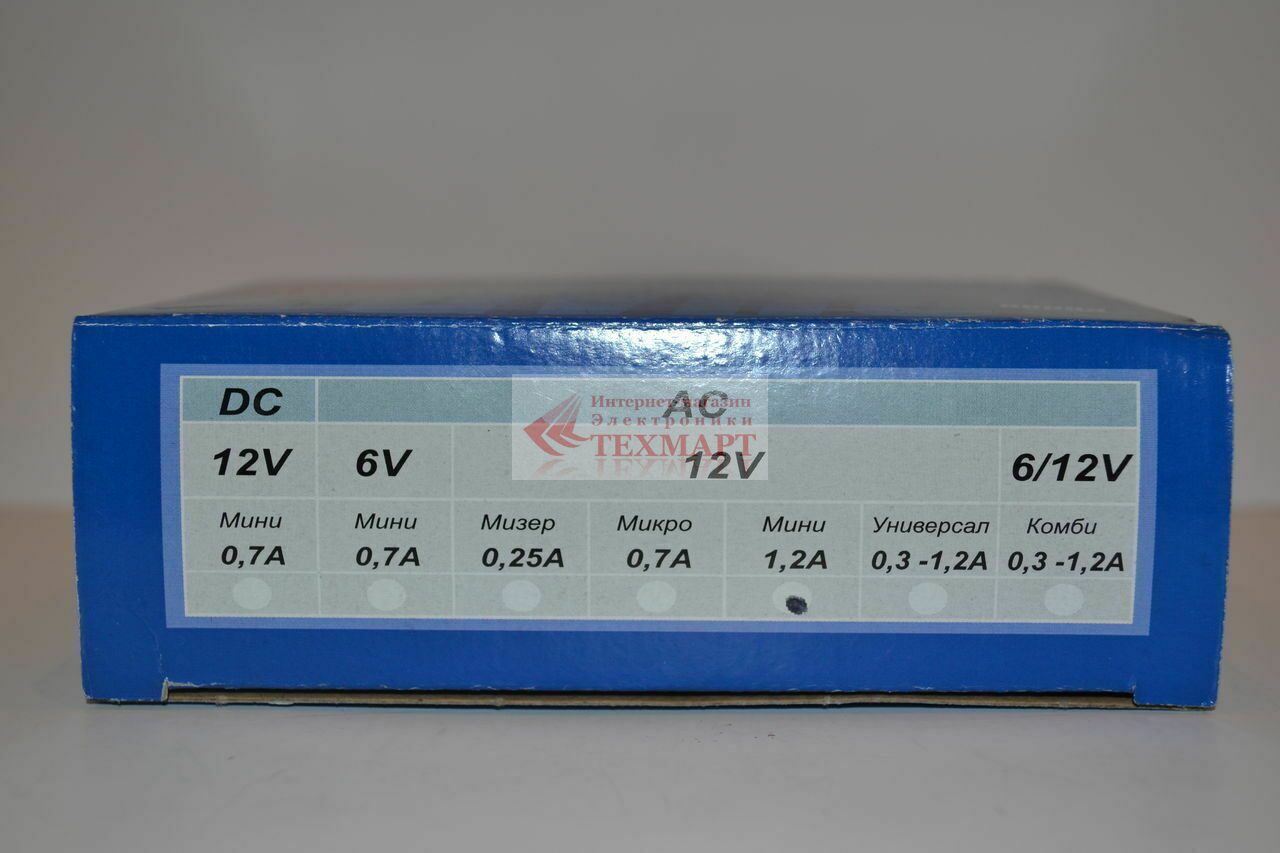 DC AC
Интернет магазин
Электроники
ТЕХМАРТ
12V 6V 12V 6/12V
Мини Мини Мизер Микро Мини Универсал Комби
0,7A 0,7A 0,25A 0,7A 1,2A 0,3 -1,2A 0,3 -1,2A